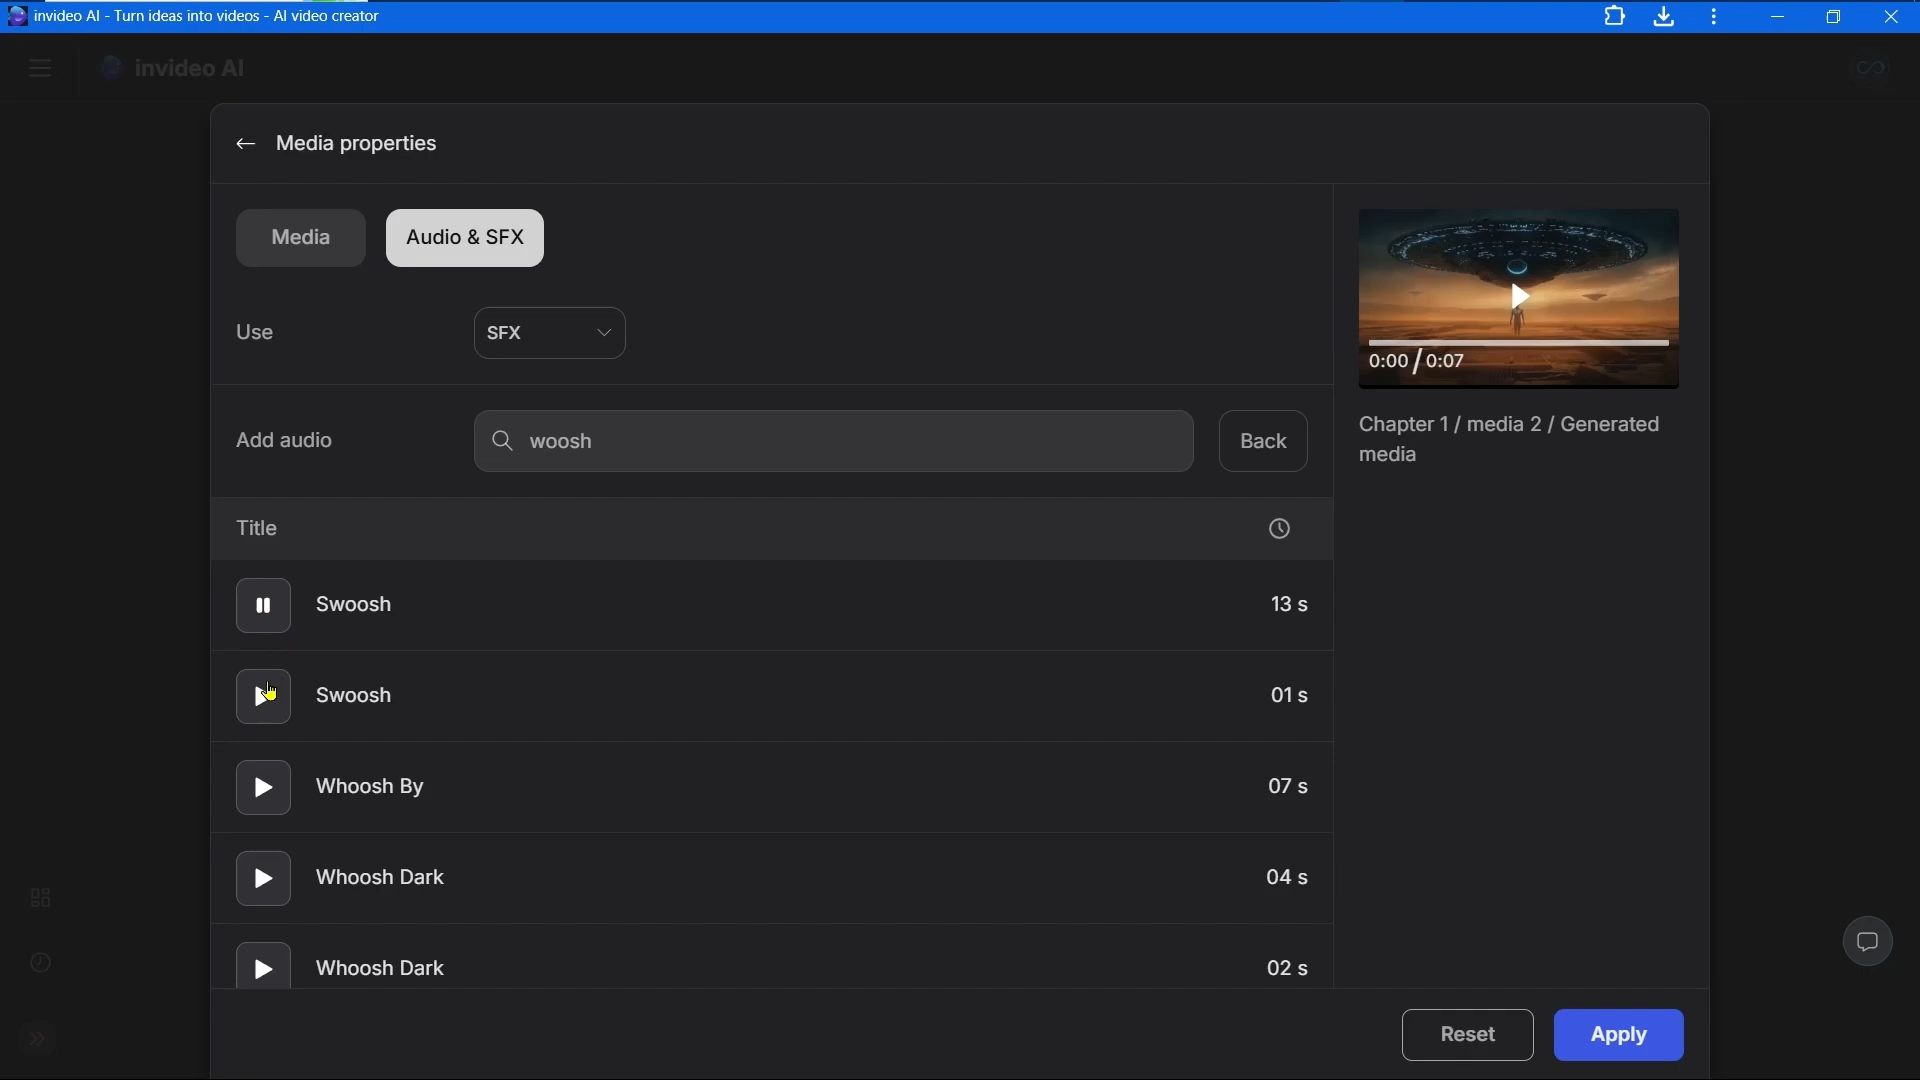 invideo AI - Turn ideas into videos - AI video creator
invideo AI
Media properties
Media
Audio & SFX
Use
SFX
Add audio
woosh
Back
Title
Swoosh
13 s
Swoosh
01 s
Whoosh By
07 s
Whoosh Dark
04 s
Whoosh Dark
02 s
0:00 / 0:07
Chapter 1 / media 2 / Generated
media
Reset
Apply